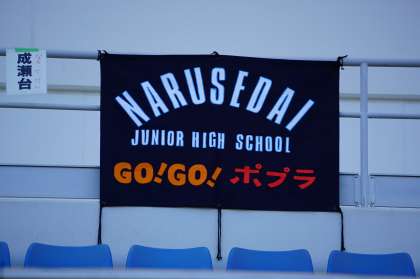 成瀬台
NARUSEDAI
JUNIOR HIGH SCHOOL
GO!GO! ポプラ